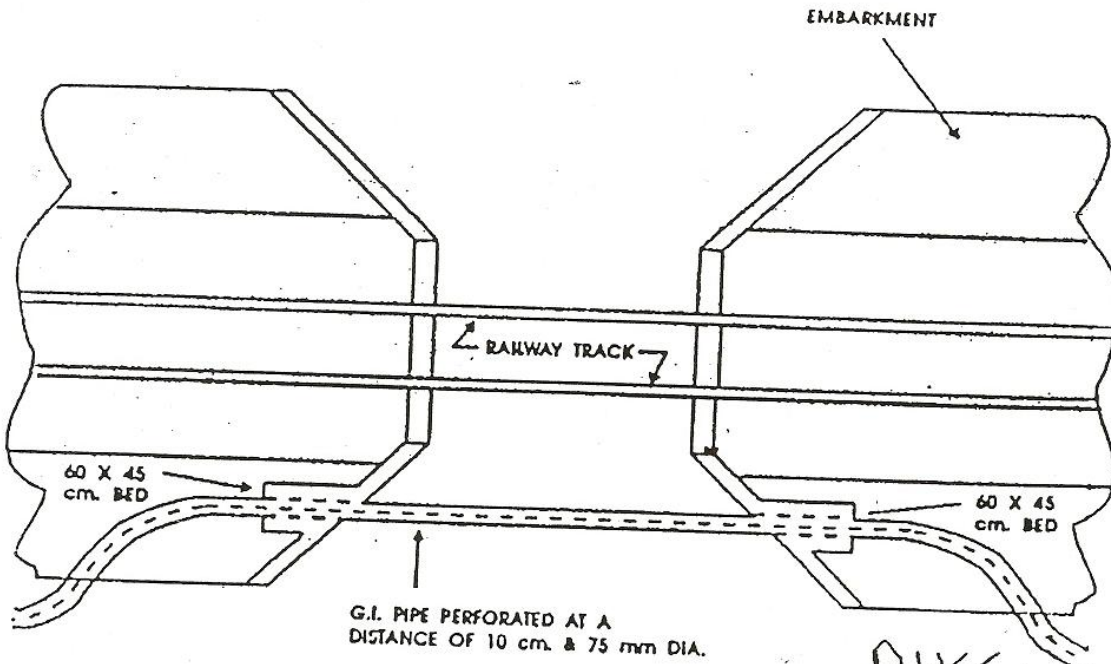 EMBARKMENT
RAILWAY TRACK
60 X 45
cm. BED
60 X 45
cm. BED
G.I. PIPE PERFORATED AT A
DISTANCE OF 10 cm. & 75 mm DIA.